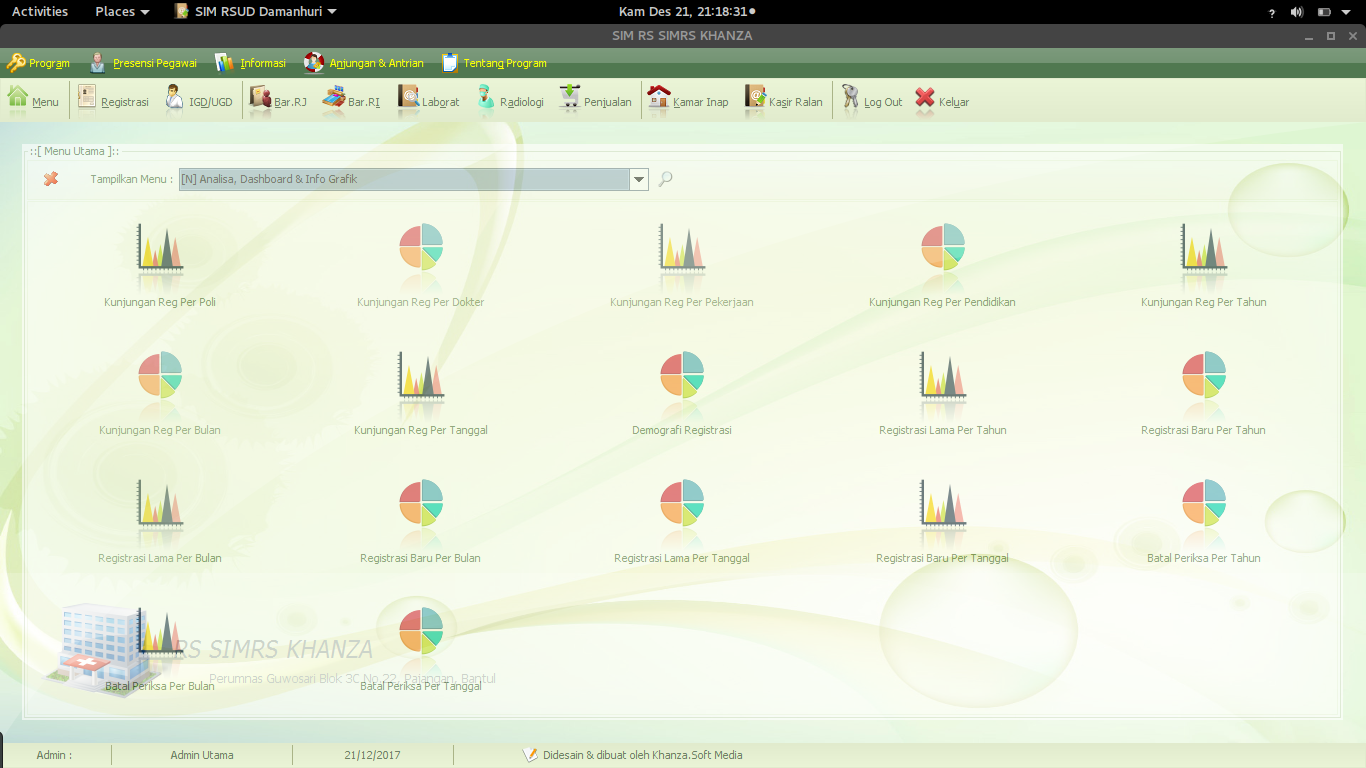 Activities Places SIM RSUD Damanhuri Kam Des 21, 21:18:31
SIM RS SIMRS KHANZA
Program Presensi Pegawai Informasi Anjungan & Antrian Tentang Program
Menu Registrasi IGD/UGD Bar.RJ Bar.RI Laborat Radiologi Penjualan Kamar Inap Kasir Ralan Log Out Keluar
::[ Menu Utama ]::
Tampilkan Menu : [N] Analisa, Dashboard & Info Grafik
Kunjungan Reg Per Poli Kunjungan Reg Per Dokter Kunjungan Reg Per Pekerjaan Kunjungan Reg Per Pendidikan Kunjungan Reg Per Tahun
Kunjungan Reg Per Bulan Kunjungan Reg Per Tanggal Demografi Registrasi Registrasi Lama Per Tahun Registrasi Baru Per Tahun
Registrasi Lama Per Bulan Registrasi Baru Per Bulan Registrasi Lama Per Tanggal Registrasi Baru Per Tanggal Batal Periksa Per Tahun
RS SIMRS KHANZA
Perumnas Guwosari Blok 3C No.22, Pajangan, Bantul
Batal Periksa Per Bulan Batal Periksa Per Tanggal
Admin : Admin Utama 21/12/2017 Didesain & dibuat oleh Khanza.Soft Media